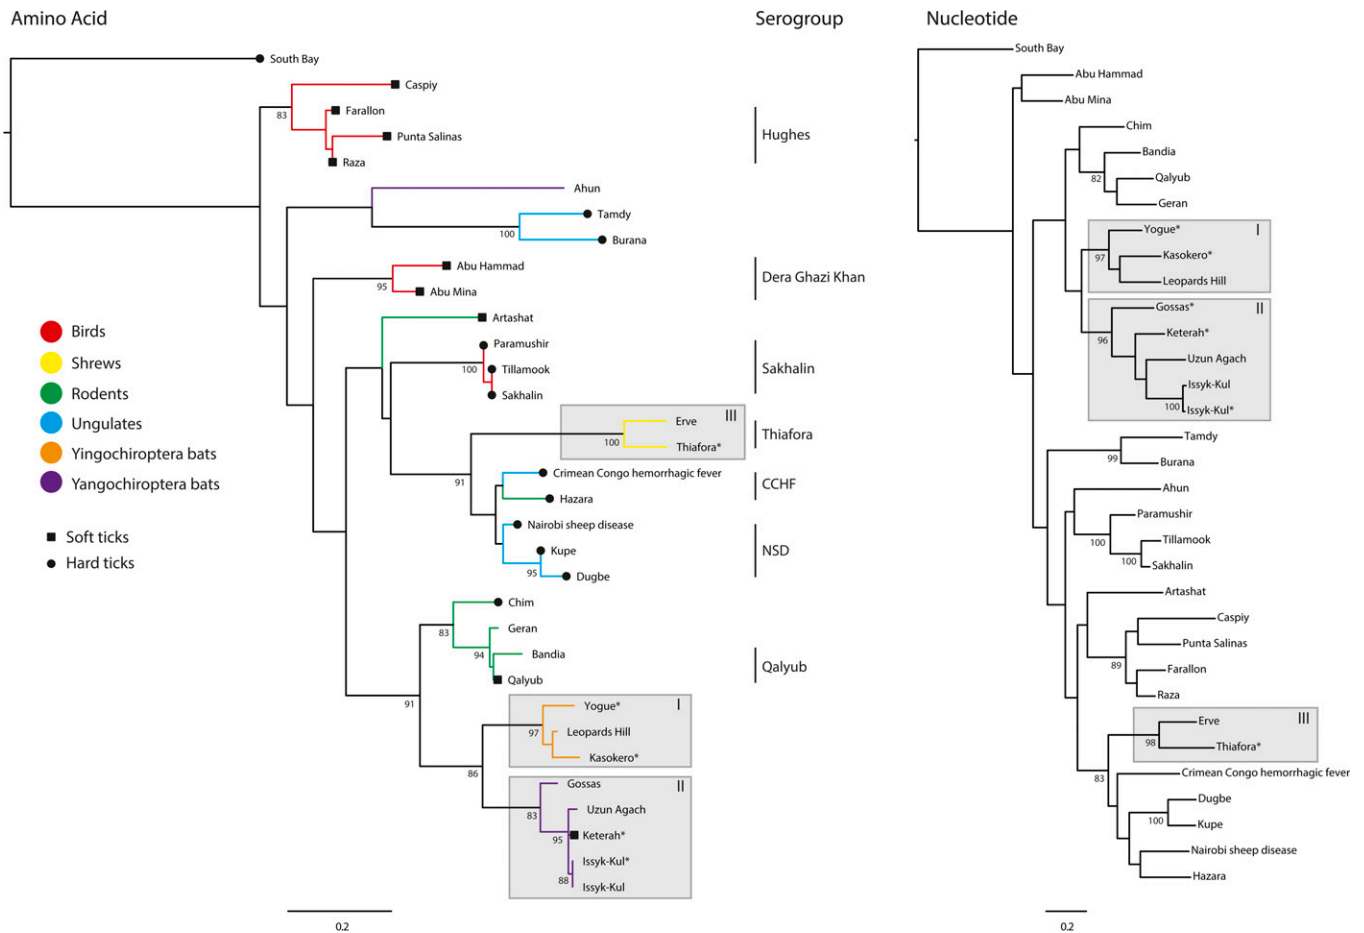 Amino Acid
Serogroup
Nucleotide
South Bay
Caspiy
83
Farallon
Punta Salinas
Raza
Hughes
Ahun
Tamdy
100
Burana
Abu Hammad
95
Abu Mina
Dera Ghazi Khan
Artashat
Paramushir
100
Tillamook
Sakhalin
Sakhalin
III
Erve
100
Thiafora*
Thiafora
91
Crimean Congo hemorrhagic fever
Hazara
CCHF
Nairobi sheep disease
Kupe
95
Dugbe
NSD
Chim
83
Geran
94
Bandia
Qalyub
Qalyub
91
I
Yogue*
97
Leopards Hill
Kasokero*
86
II
Gossas
83
Uzun Agach
95
Keterah*
Issyk-Kul*
88
Issyk-Kul
0.2
Birds
Shrews
Rodents
Ungulates
Yingochiroptera bats
Yangochiroptera bats
Soft ticks
Hard ticks
South Bay
Abu Hammad
Abu Mina
Chim
Bandia
82
Qalyub
Geran
I
Yogue*
97
Kasokero*
Leopards Hill
II
Gossas*
96
Keterah*
Uzun Agach
Issyk-Kul
100
Issyk-Kul*
Tamdy
99
Burana
Ahun
Paramushir
100
Tillamook
100
Sakhalin
Artashat
Caspiy
Punta Salinas
89
Farallon
Raza
III
Erve
98
Thiafora*
83
Crimean Congo hemorrhagic fever
Dugbe
100
Kupe
Nairobi sheep disease
Hazara
0.2